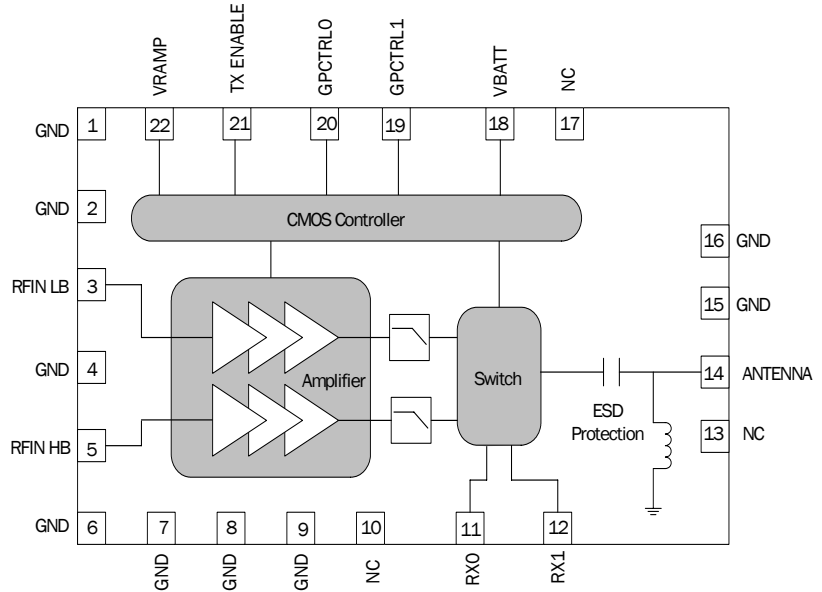 VRAMP
TX ENABLE
GPCTRL0
GPCTRL1
VBATT
NC
22
21
20
19
18
17
GND 1
GND 2
CMOS Controller
16 GND
RFIN LB 3
15 GND
GND 4
Amplifier
Switch
14 ANTENNA
ESD
Protection
13 NC
RFIN HB 5
GND 6
7
8
9
10
11
12
GND
GND
GND
NC
RX0
RX1